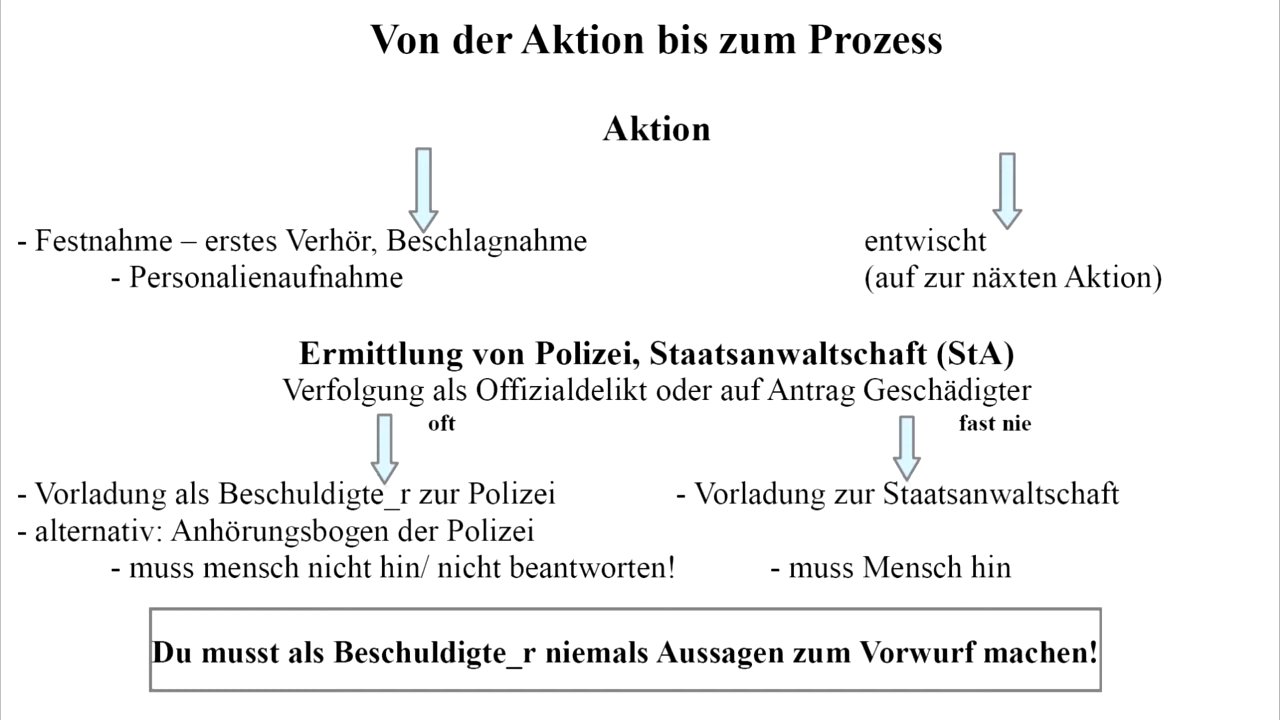 Von der Aktion bis zum Prozess
Aktion
- Festnahme – erstes Verhör, Beschlagnahme
- Personalienaufnahme
entwischt
(auf zur näxten Aktion)
Ermittlung von Polizei, Staatsanwaltschaft (StA)
Verfolgung als Offizialdelikt oder auf Antrag Geschädigter
oft
fast nie
- Vorladung als Beschuldigte_r zur Polizei
- alternativ: Anhörungsbogen der Polizei
- muss mensch nicht hin/ nicht beantworten!
- Vorladung zur Staatsanwaltschaft
- muss Mensch hin
Du musst als Beschuldigte_r niemals Aussagen zum Vorwurf machen!